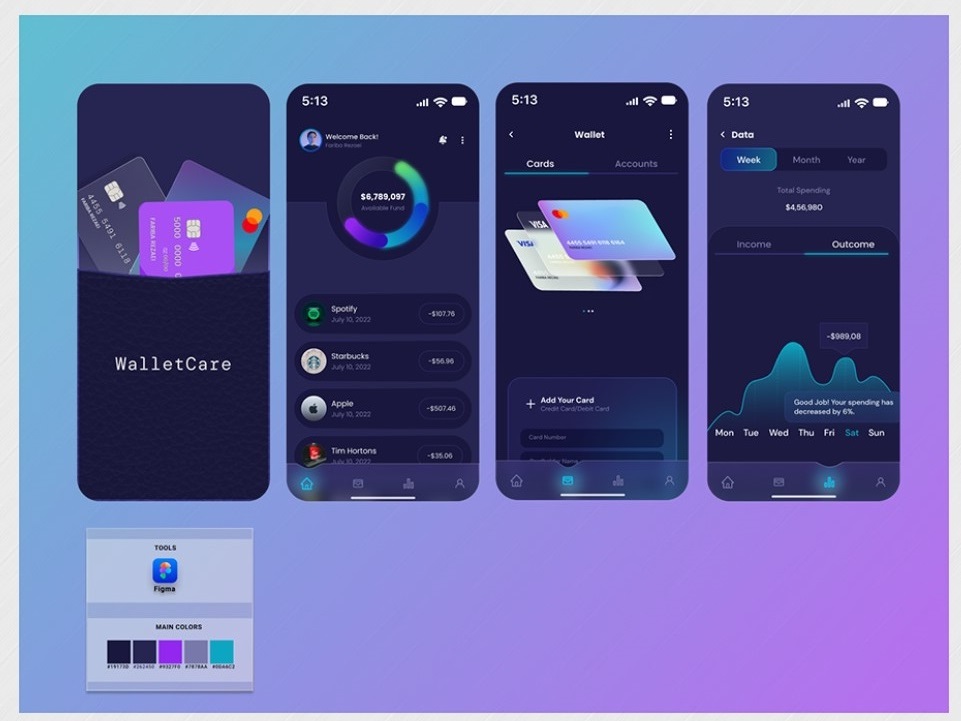 4455 5491 6118
FARIBA REZAEI
5000 0000
FARIBA REZAEI
WalletCare
5:13
Welcome Back!
Fariba Rezaei
$6,789,097
Available Fund
Spotify
July 10, 2022
-$107.76
Starbucks
July 10, 2022
-$56.96
Apple
July 10, 2022
-$507.46
Tim Hortons
July 10, 2022
-$35.06
5:13
Wallet
Cards
Accounts
VISA
VISA
4455 5491 6118 6164
Add Your Card
Credit Card/Debit Card
Card Number
5:13
Data
Week
Month
Year
Total Spending
$4,56,980
Income
Outcome
-$989,08
Good Job! Your spending has
decreased by 6%.
Mon Tue Wed Thu Fri Sat Sun
TOOLS
Figma
MAIN COLORS
#262450
#9327F0
#7878AA